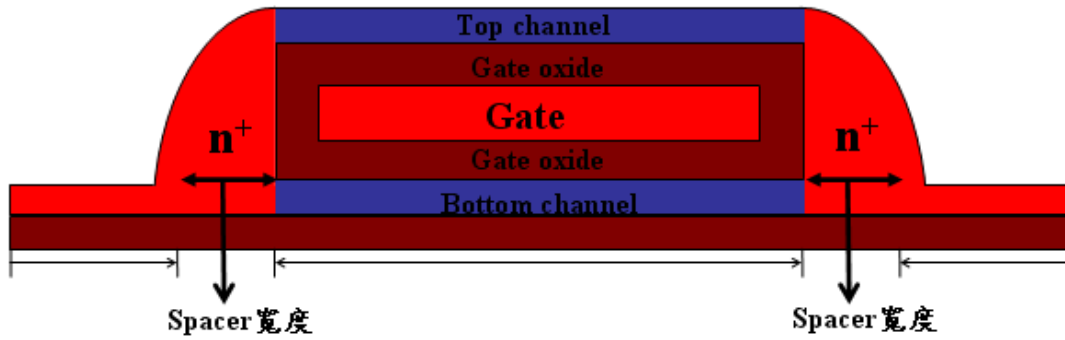 Top channel
Gate oxide
Gate
n+ n+
Gate oxide
Bottom channel
Spacer寬度 Spacer寬度